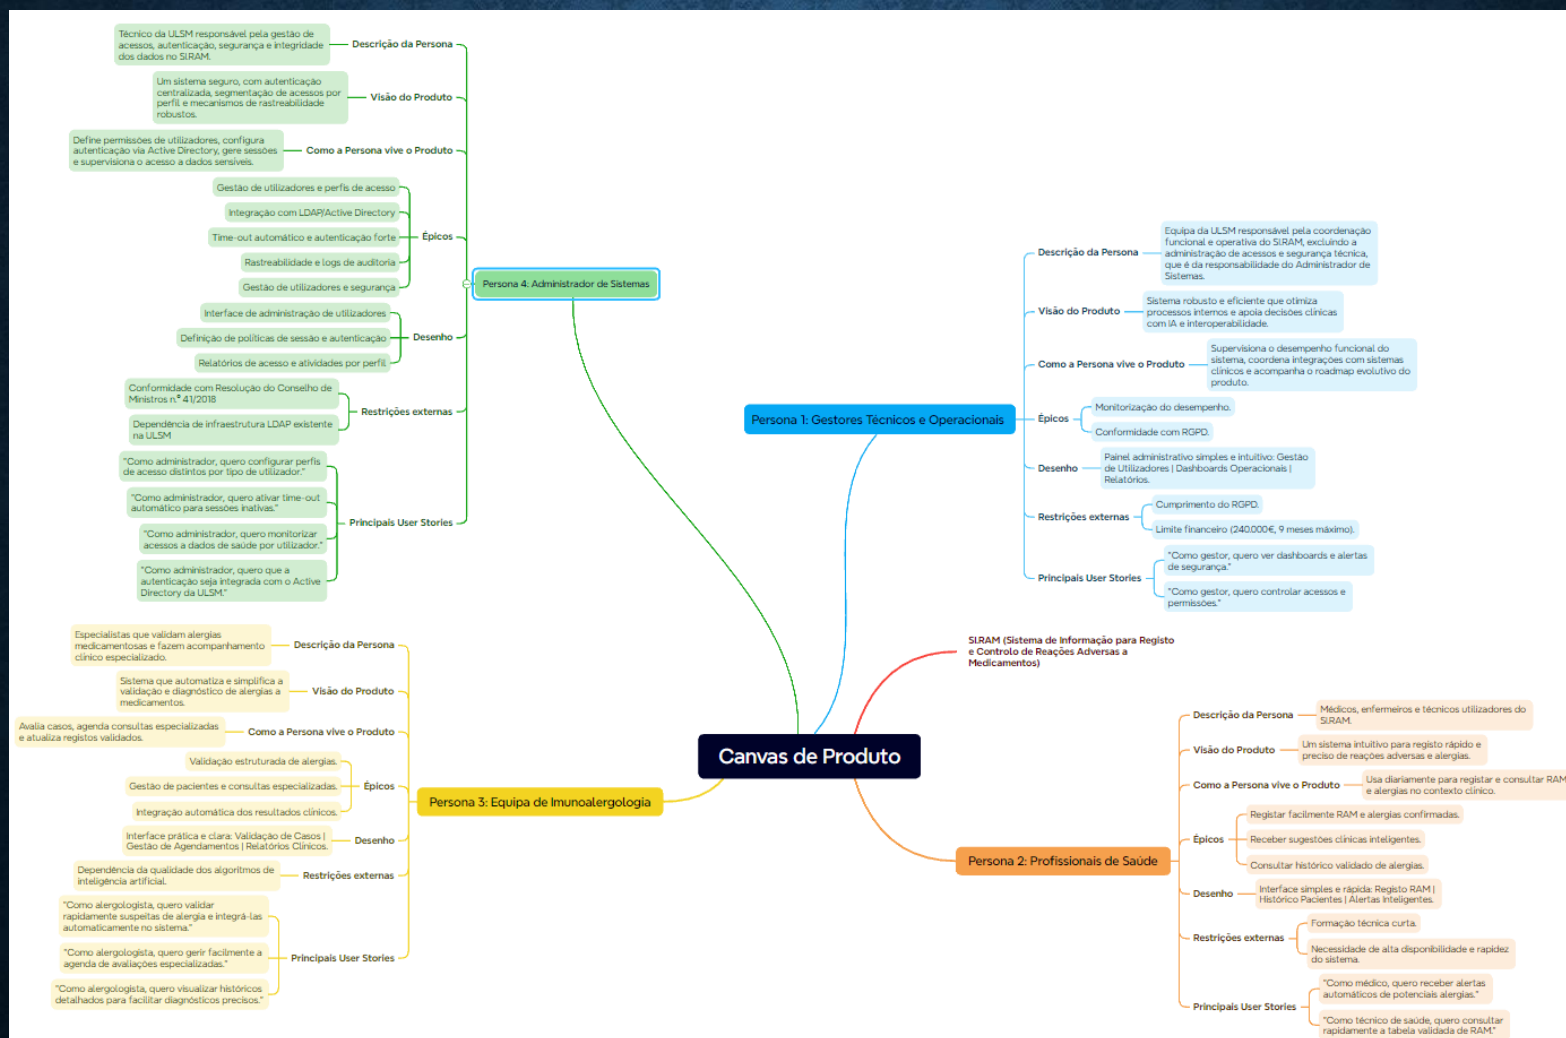 Técnico da ULSM responsável pela gestão de
acessos, autenticação, segurança e integridade
dos dados no SI.RAM.
Descrição da Persona
Um sistema seguro, com autenticação
centralizada, segmentação de acessos por
perfil e mecanismos de rastreabilidade
robustos.
Visão do Produto
Define permissões de utilizadores, configura
autenticação via Active Directory, gere sessões
e supervisiona o acesso a dados sensíveis.
Como a Persona vive o Produto
Gestão de utilizadores e perfis de acesso
Integração com LDAP/Active Directory
Time-out automático e autenticação forte
Rastreabilidade e logs de auditoria
Gestão de utilizadores e segurança
Épicos
Interface de administração de utilizadores
Definição de políticas de sessão e autenticação
Relatórios de acesso e atividades por perfil
Desenho
Conformidade com Resolução do Conselho de
Ministros n.º 41/2018
Dependência de infraestrutura LDAP existente
na ULSM
Restrições externas
"Como administrador, quero configurar perfis
de acesso distintos por tipo de utilizador."
"Como administrador, quero ativar time-out
automático para sessões inativas."
"Como administrador, quero monitorizar
acessos a dados de saúde por utilizador."
"Como administrador, quero que a
autenticação seja integrada com o Active
Directory da ULSM."
Principais User Stories
Persona 4: Administrador de Sistemas
Persona 1: Gestores Técnicos e Operacionais
Descrição da Persona
Equipa da ULSM responsável pela coordenação
funcional e operativa do SI.RAM, excluindo a
administração de acessos e segurança técnica,
que é da responsabilidade do Administrador de
Sistemas.
Visão do Produto
Sistema robusto e eficiente que otimiza
processos internos e apoia decisões clínicas
com IA e interoperabilidade.
Como a Persona vive o Produto
Supervisiona o desempenho funcional do
sistema, coordena integrações com sistemas
clínicos e acompanha o roadmap evolutivo do
produto.
Épicos
Monitorização do desempenho.
Conformidade com RGPD.
Desenho
Painel administrativo simples e intuitivo: Gestão
de Utilizadores | Dashboards Operacionais |
Relatórios.
Restrições externas
Cumprimento do RGPD.
Limite financeiro (240.000€, 9 meses máximo).
Principais User Stories
"Como gestor, quero ver dashboards e alertas
de segurança."
"Como gestor, quero controlar acessos e
permissões."
SI.RAM (Sistema de Informação para Registo
e Controlo de Reações Adversas a
Medicamentos)
Canvas de Produto
Especialistas que validam alergias
medicamentosas e fazem acompanhamento
clínico especializado.
Descrição da Persona
Sistema que automatiza e simplifica a
validação e diagnóstico de alergias a
medicamentos.
Visão do Produto
Avalia casos, agenda consultas especializadas
e atualiza registos validados.
Como a Persona vive o Produto
Validação estruturada de alergias.
Gestão de pacientes e consultas especializadas.
Integração automática dos resultados clínicos.
Épicos
Interface prática e clara: Validação de Casos |
Gestão de Agendamentos | Relatórios Clínicos.
Desenho
Dependência da qualidade dos algoritmos de
inteligência artificial.
Restrições externas
"Como alergologista, quero validar
rapidamente suspeitas de alergia e integrá-las
automaticamente no sistema."
"Como alergologista, quero gerir facilmente a
agenda de avaliações especializadas."
"Como alergologista, quero visualizar históricos
detalhados para facilitar diagnósticos precisos."
Principais User Stories
Persona 3: Equipa de Imunoalergologia
Persona 2: Profissionais de Saúde
Descrição da Persona
Médicos, enfermeiros e técnicos utilizadores do
SI.RAM.
Visão do Produto
Um sistema intuitivo para registo rápido e
preciso de reações adversas e alergias.
Como a Persona vive o Produto
Usa diariamente para registar e consultar RAM
e alergias no contexto clínico.
Épicos
Registar facilmente RAM e alergias confirmadas.
Receber sugestões clínicas inteligentes.
Consultar histórico validado de alergias.
Desenho
Interface simples e rápida: Registo RAM |
Histórico Pacientes | Alertas Inteligentes.
Restrições externas
Formação técnica curta.
Necessidade de alta disponibilidade e rapidez
do sistema.
Principais User Stories
"Como médico, quero receber alertas
automáticos de potenciais alergias."
"Como técnico de saúde, quero consultar
rapidamente a tabela validada de RAM."